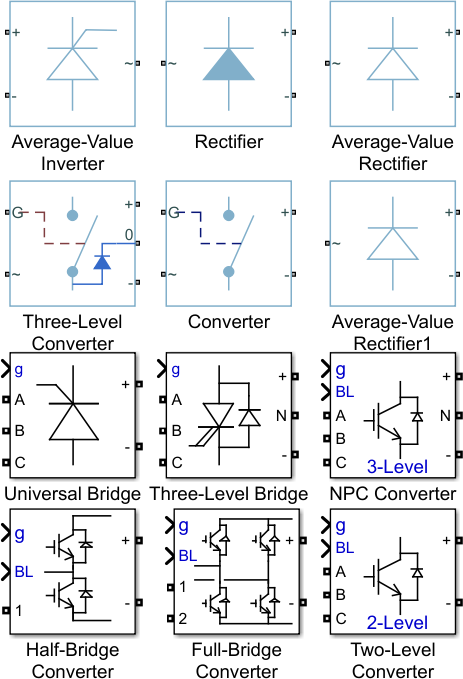 + ~ -
Average-Value
Inverter
~ + -
Rectifier
~ + -
Average-Value
Rectifier
G ~ + 0 -
Three-Level
Converter
G ~ + -
Converter
~ + -
Average-Value
Rectifier1
g A B C + -
Universal Bridge
g A B C + N -
Three-Level Bridge
g BL A B C + N -
3-Level
NPC Converter
g BL 1 + -
Half-Bridge
Converter
g BL 1 2 + -
Full-Bridge
Converter
g BL A B C + -
2-Level
Two-Level
Converter